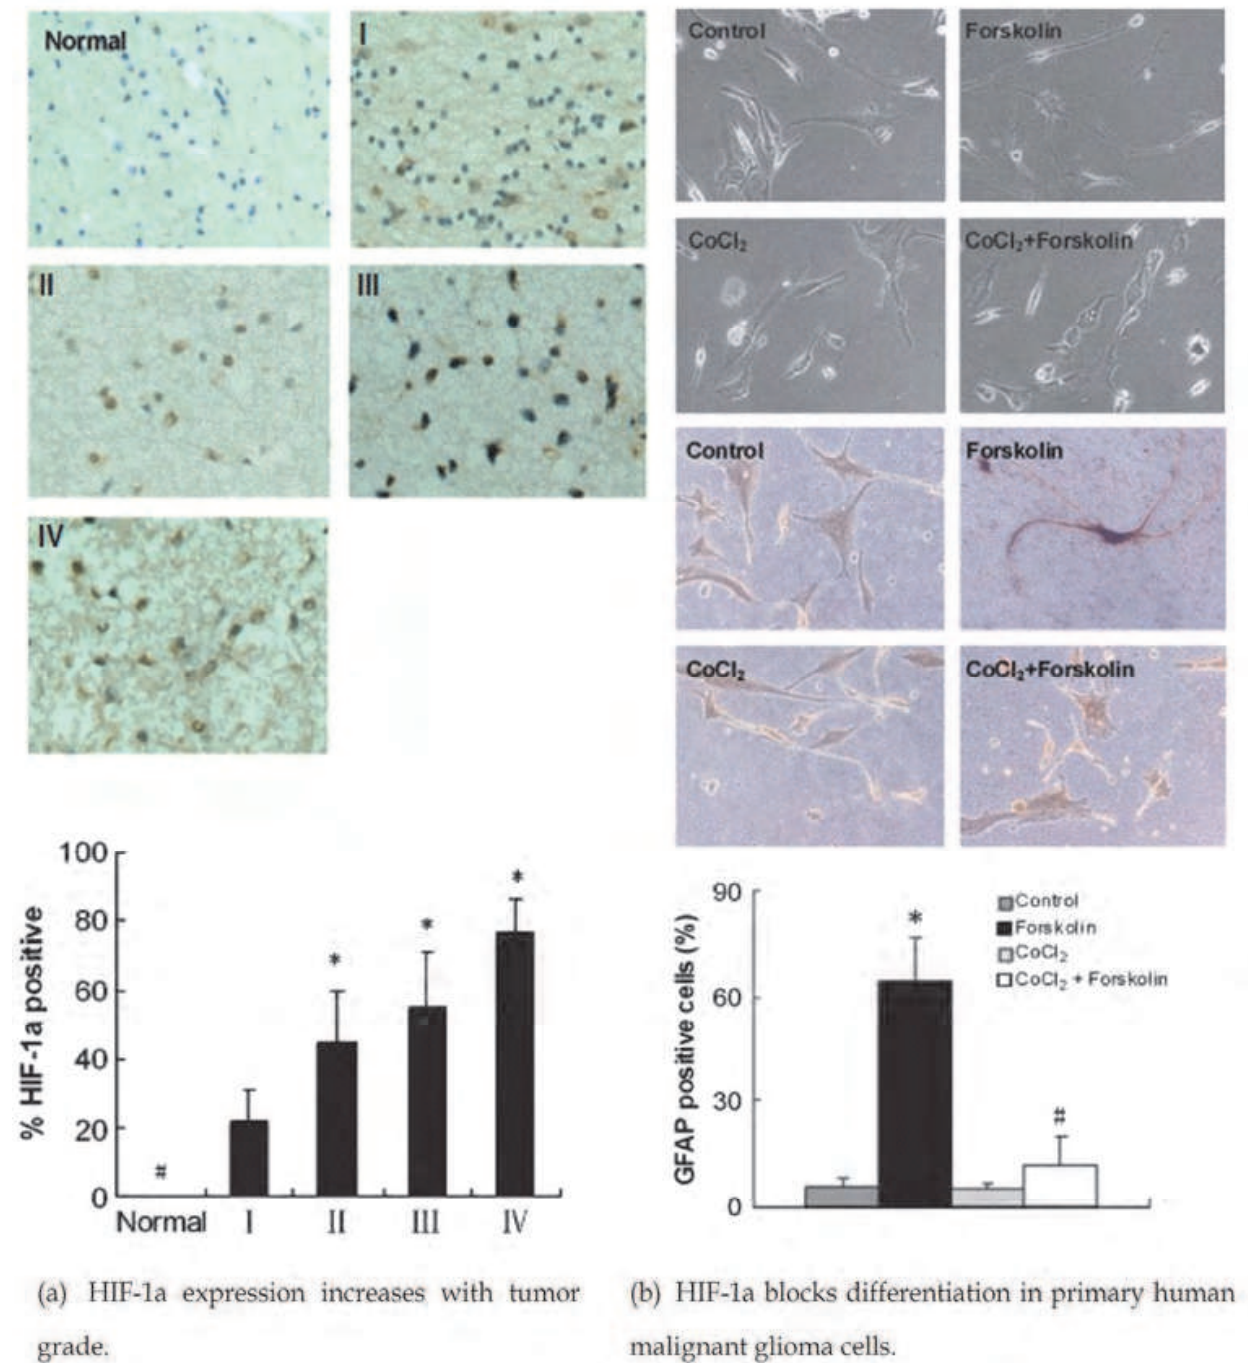 Normal
I
II
III
IV
100
80
60
40
20
0
% HIF-1a positive
#
*
*
*
Normal I II III IV
(a) HIF-1a expression increases with tumor
grade.
Control
Forskolin
CoCl₂
CoCl₂+Forskolin
Control
Forskolin
CoCl₂
CoCl₂+Forskolin
90
60
30
0
GFAP positive cells (%)
*
#
Control
Forskolin
CoCl₂
CoCl₂ + Forskolin
(b) HIF-1a blocks differentiation in primary human
malignant glioma cells.